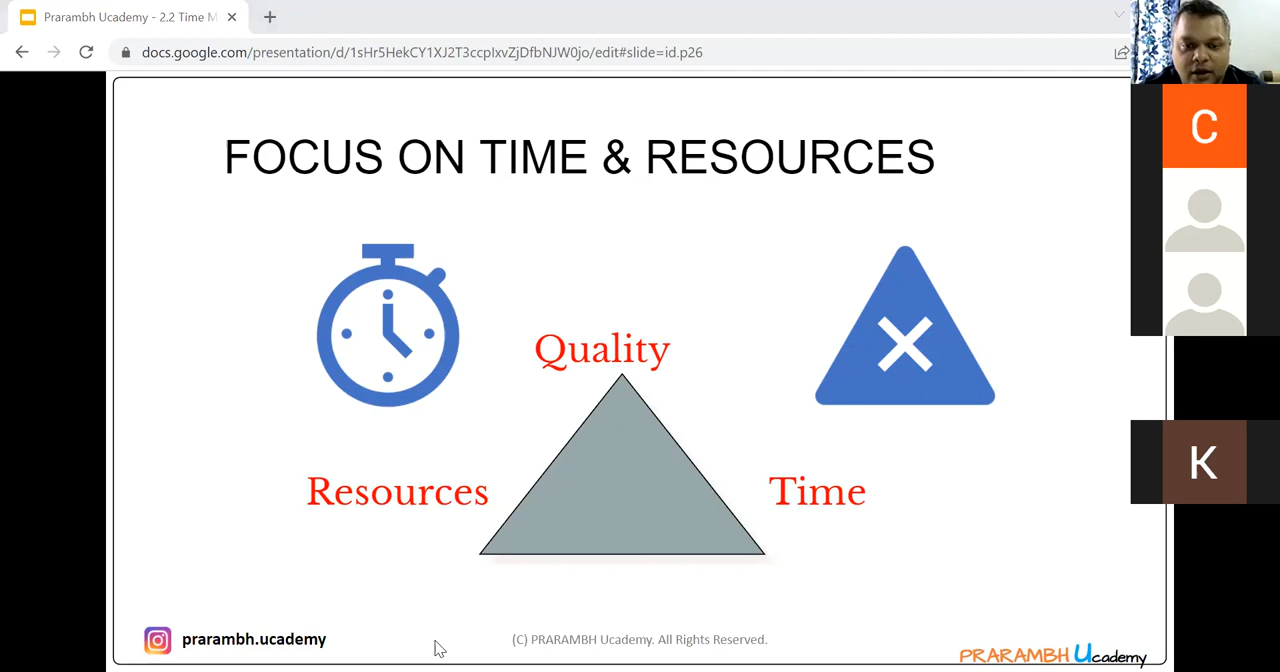 Prarambh Ucademy - 2.2 Time M
docs.google.com/presentation/d/1sHr5HekCY1XJ2T3ccpIxvZjDfbNJW0jo/edit#slide=id.p26
C
FOCUS ON TIME & RESOURCES
Quality
Resources
Time
K
prarambh.ucademy
(C) PRARAMBH Ucademy. All Rights Reserved.
PRARAMBH Ucademy